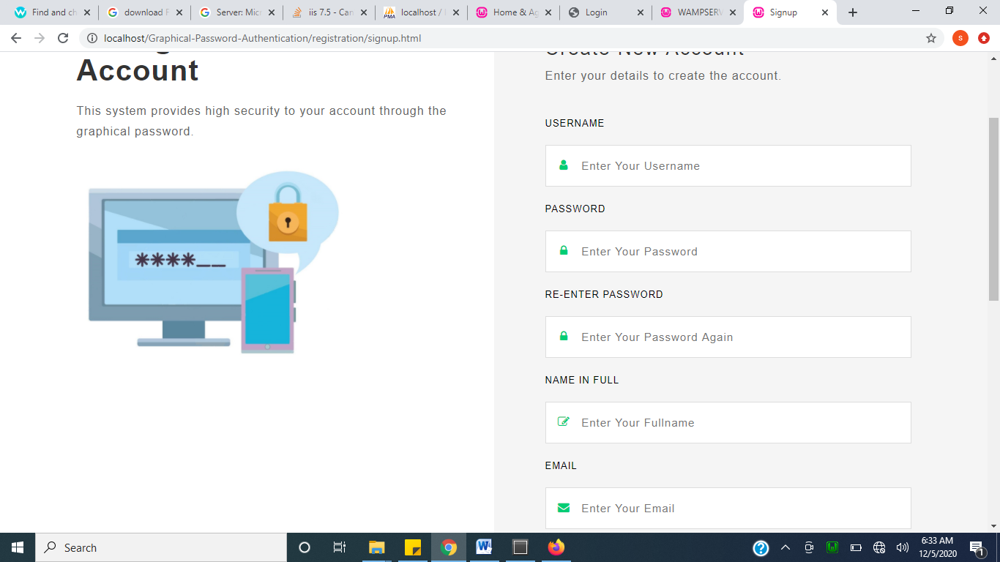 Find and ch
download F
Server: Micr
iis 7.5 - Can
localhost /
Home & Ag
Login
WAMPSERV
Signup
localhost/Graphical-Password-Authentication/registration/signup.html
S
Account
This system provides high security to your account through the
graphical password.
****__
Create New Account
Enter your details to create the account.
USERNAME
Enter Your Username
PASSWORD
Enter Your Password
RE-ENTER PASSWORD
Enter Your Password Again
NAME IN FULL
Enter Your Fullname
EMAIL
Enter Your Email
Search
6:33 AM
12/5/2020
1